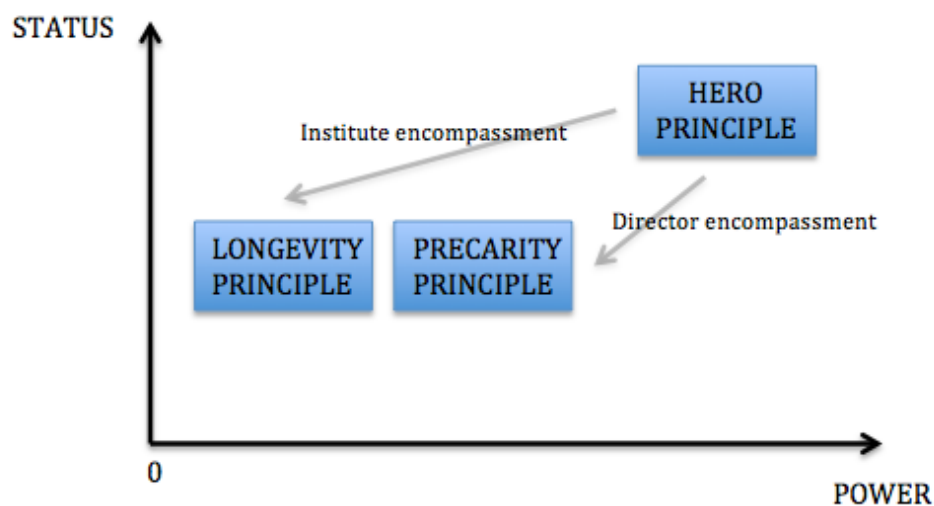 STATUS
HERO
PRINCIPLE
Institute encompassment
Director encompassment
LONGEVITY
PRINCIPLE
PRECARITY
PRINCIPLE
0
POWER